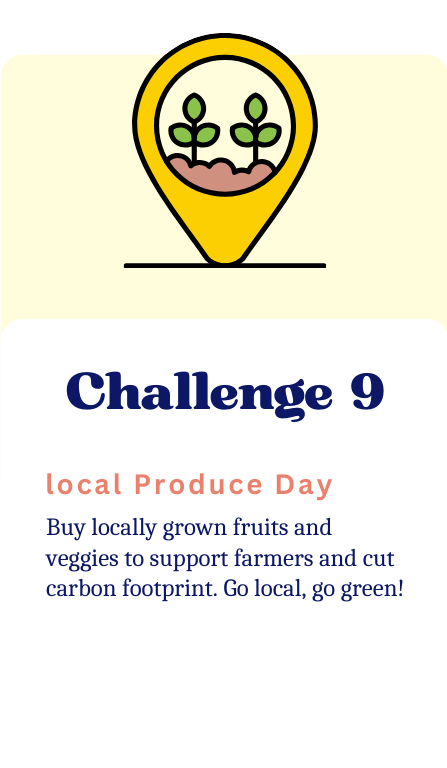 Challenge 9
local Produce Day
Buy locally grown fruits and
veggies to support farmers and cut
carbon footprint. Go local, go green!